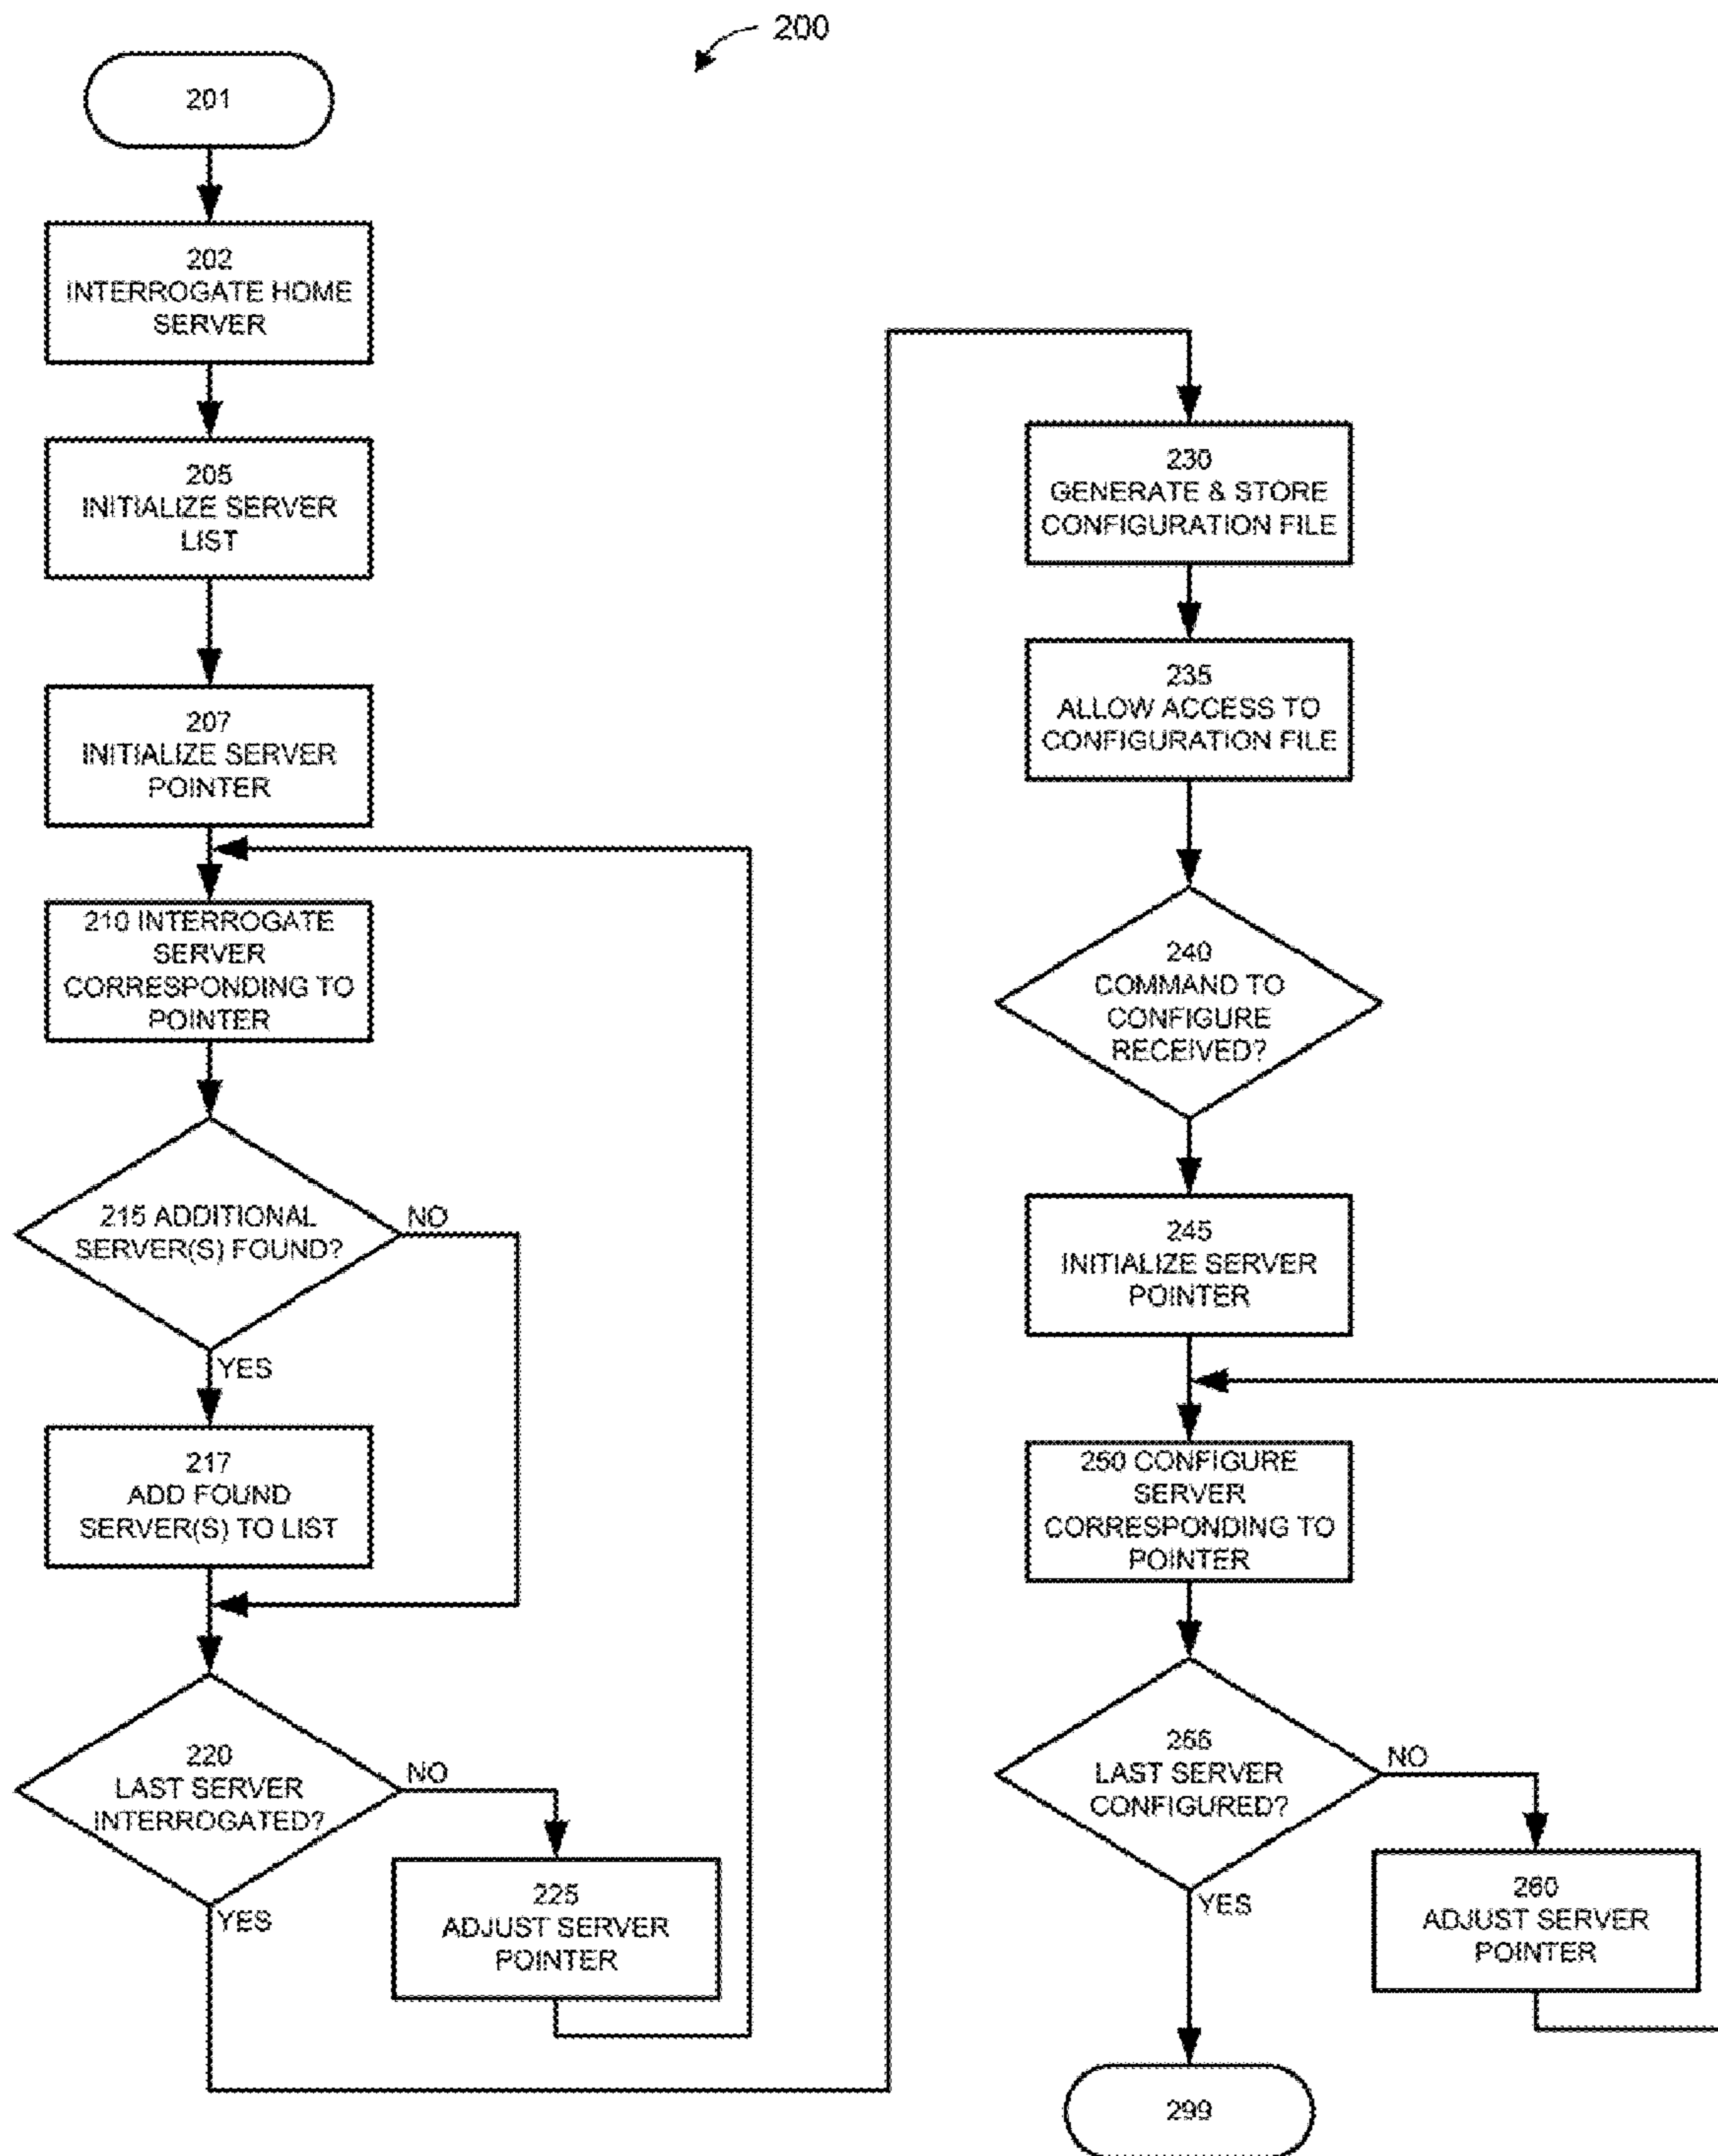 200
201
202
INTERROGATE HOME
SERVER
205
INITIALIZE SERVER
LIST
207
INITIALIZE SERVER
POINTER
210 INTERROGATE
SERVER
CORRESPONDING TO
POINTER
215 ADDITIONAL
SERVER(S) FOUND?
NO
YES
217
ADD FOUND
SERVER(S) TO LIST
220
LAST SERVER
INTERROGATED?
NO
YES
225
ADJUST SERVER
POINTER
230
GENERATE & STORE
CONFIGURATION FILE
235
ALLOW ACCESS TO
CONFIGURATION FILE
240
COMMAND TO
CONFIGURE
RECEIVED?
245
INITIALIZE SERVER
POINTER
250 CONFIGURE
SERVER
CORRESPONDING TO
POINTER
255
LAST SERVER
CONFIGURED?
NO
YES
260
ADJUST SERVER
POINTER
299